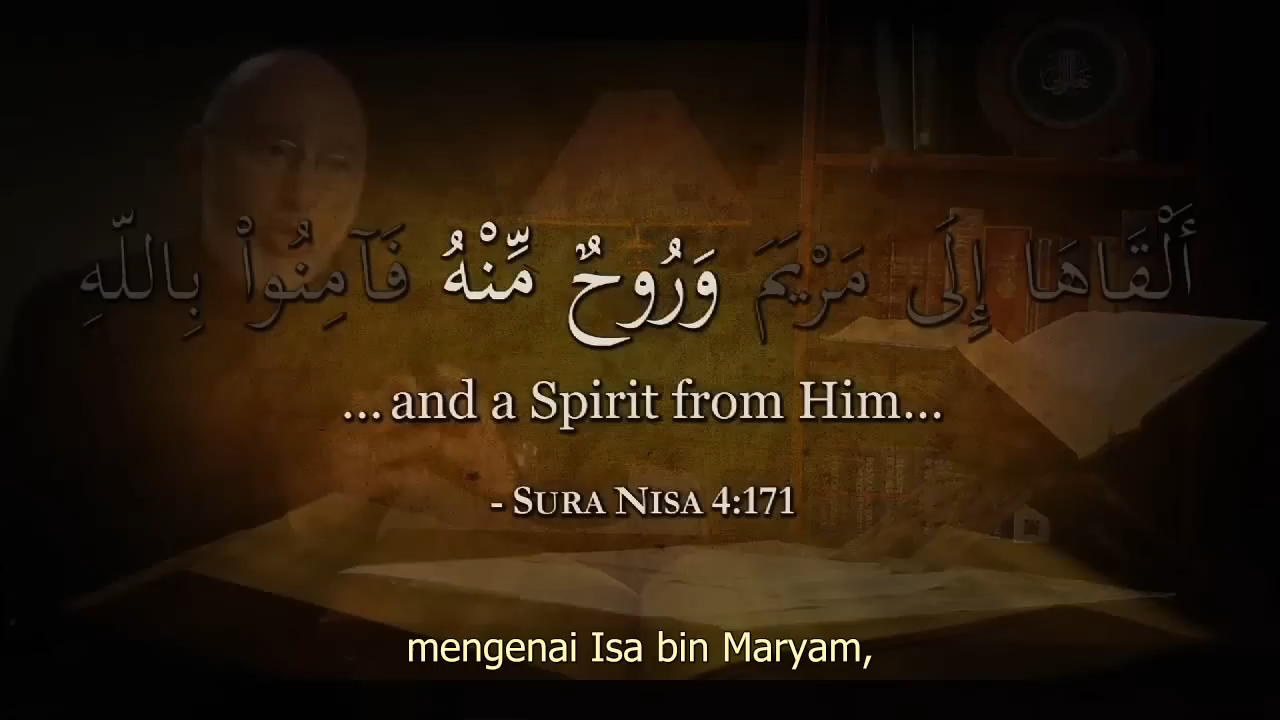 أَلْقَاهَا إِلَى مَرْيَمَ وَرُوحٌ مِّنْهُ فَآمِنُواْ بِاللّهِ
...and a Spirit from Him...
- SURA NISA 4:171
mengenai Isa bin Maryam,